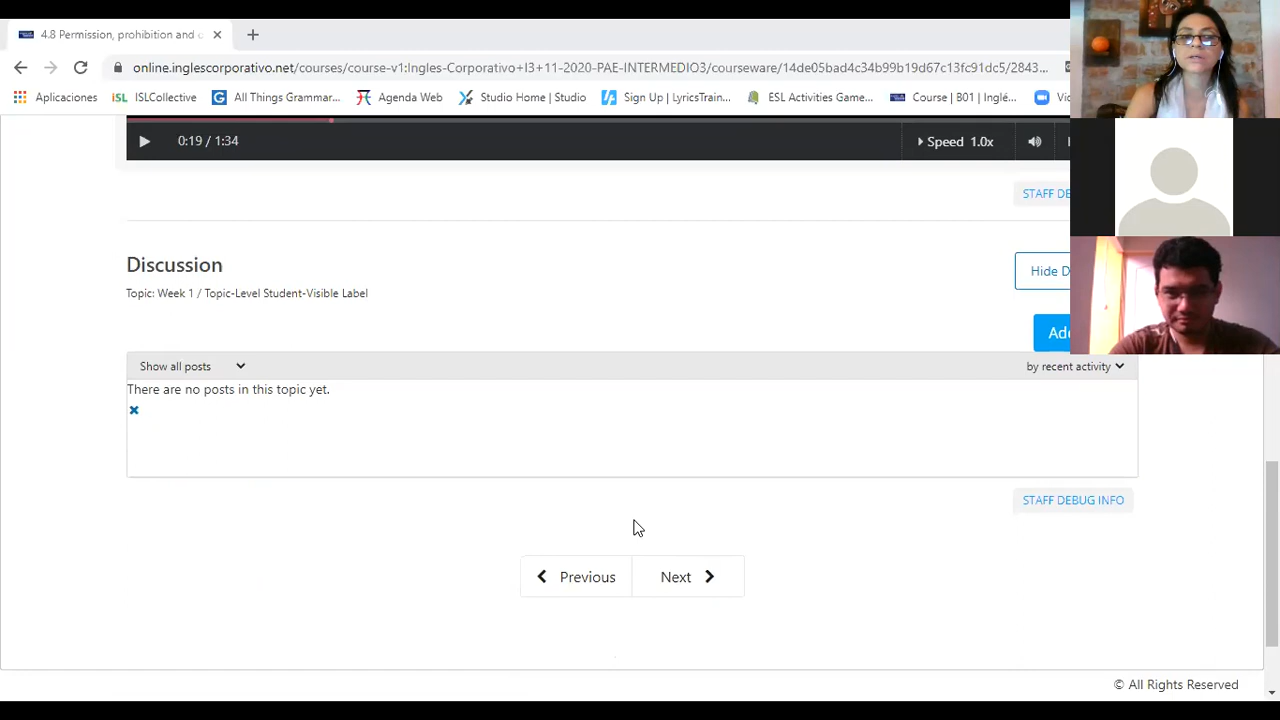 4.8 Permission, prohibition and
online.inglescorporativo.net/courses/course-v1:Ingles-Corporativo+I3+11-2020-PAE-INTERMEDIO3/courseware/14de05bad4c34b99b19d67c13fc91dc5/2843...
Aplicaciones iSL ISLCollective All Things Grammar... Agenda Web Studio Home | Studio Sign Up | LyricsTrain... ESL Activities Game... Course | B01 | Inglé...
0:19 / 1:34 Speed 1.0x
STAFF DE
Discussion
Hide D
Topic: Week 1 / Topic-Level Student-Visible Label
Show all posts by recent activity
There are no posts in this topic yet.
STAFF DEBUG INFO
Previous Next
© All Rights Reserved